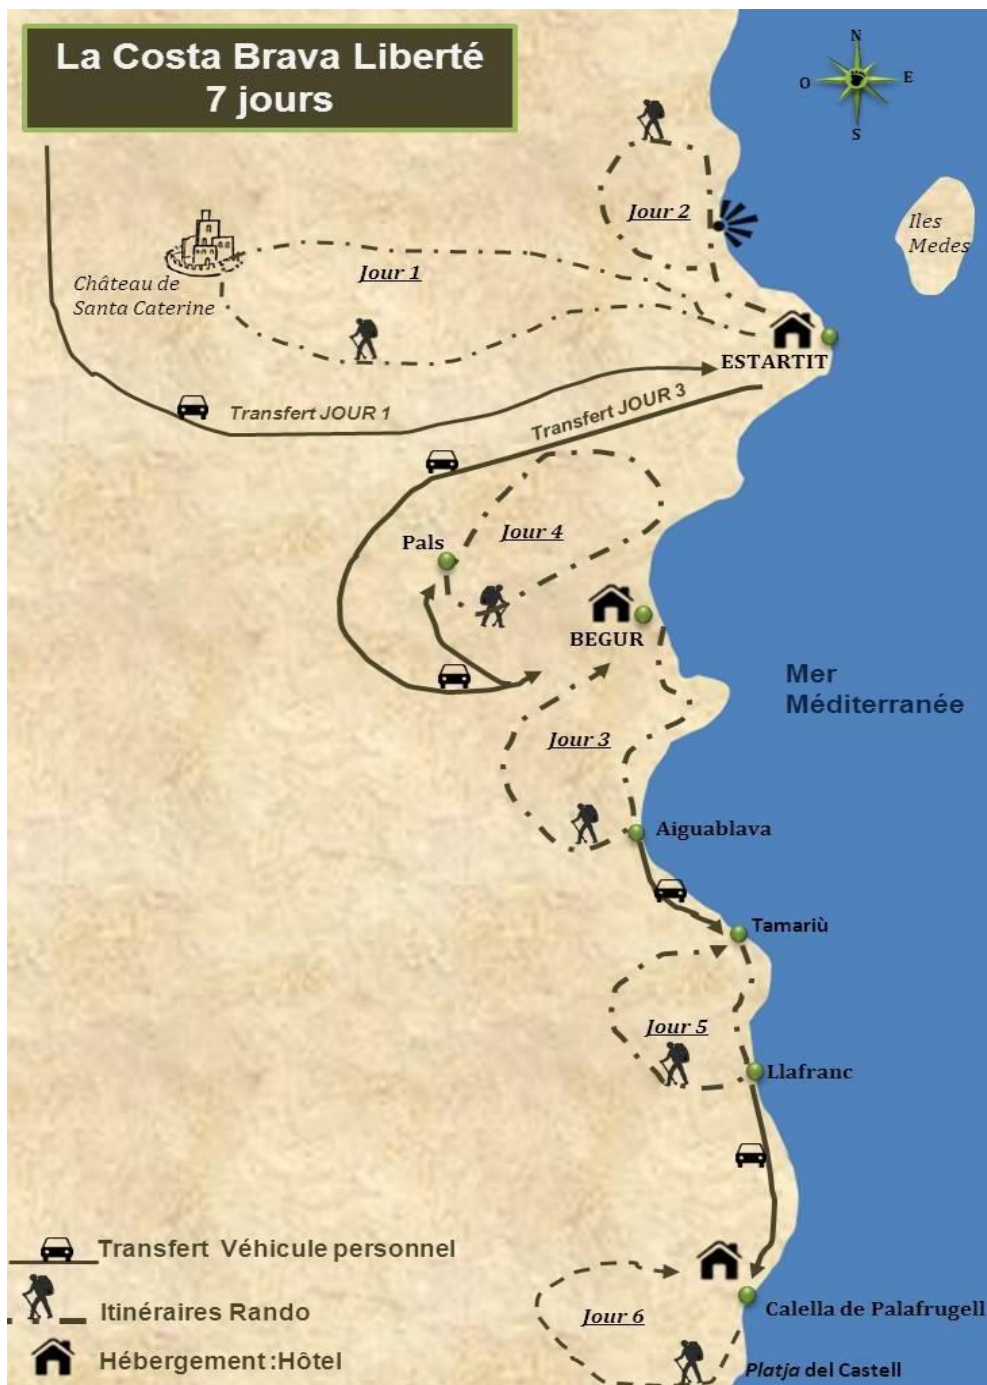 La Costa Brava Liberté
7 jours
N
O
E
S
Jour 2
Iles
Medes
Château de
Santa Caterine
Jour 1
ESTARTIT
Transfert JOUR 1
Transfert JOUR 3
Pals
Jour 4
BEGUR
Mer
Méditerranée
Jour 3
Aiguablava
Tamariù
Jour 5
Llafranc
Transfert Véhicule personnel
Itinéraires Rando
Hébergement :Hôtel
Calella de Palafrugell
Jour 6
Platja del Castell